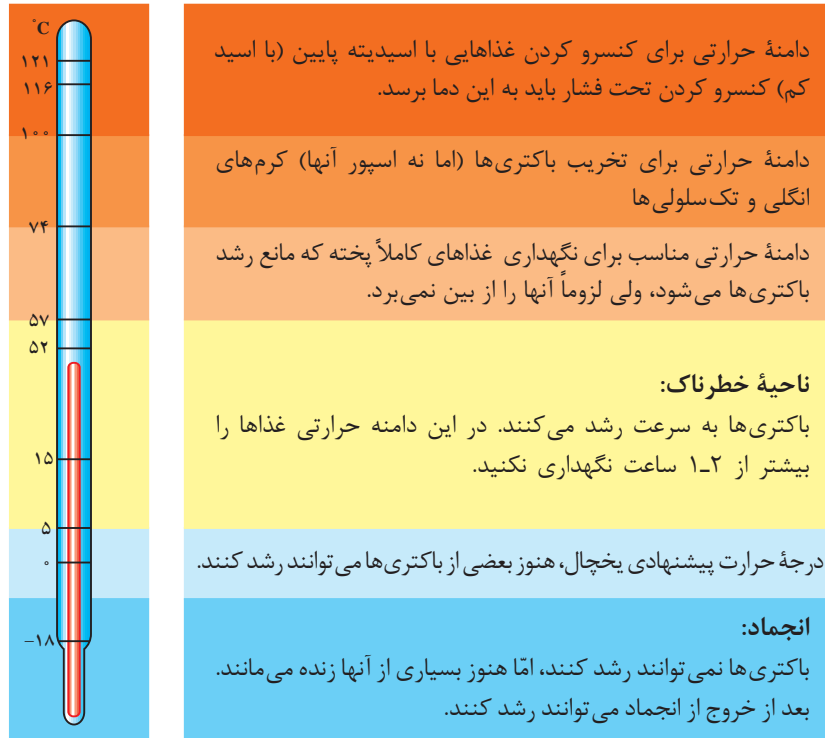 °C
۱۲۱
۱۱۶
۱۰۰
۷۴
۵۷
۵۲
۱۵
۵
۰
−۱۸
دامنهٔ حرارتی برای کنسرو کردن غذاهایی با اسیدیته پایین (با اسید
کم) کنسرو کردن تحت فشار باید به این دما برسد.
دامنهٔ حرارتی برای تخریب باکتری‌ها (اما نه اسپور آنها) کرم‌های
انگلی و تک‌سلولی‌ها
دامنهٔ حرارتی مناسب برای نگهداری غذاهای کاملاً پخته که مانع رشد
باکتری‌ها می‌شود، ولی لزوماً آنها را از بین نمی‌برد.
ناحیهٔ خطرناک:
باکتری‌ها به سرعت رشد می‌کنند. در این دامنه حرارتی غذاها را
بیشتر از ۲ـ۱ ساعت نگهداری نکنید.
درجهٔ حرارت پیشنهادی یخچال، هنوز بعضی از باکتری‌ها می‌توانند رشد کنند.
انجماد:
باکتری‌ها نمی‌توانند رشد کنند، امّا هنوز بسیاری از آنها زنده می‌مانند.
بعد از خروج از انجماد می‌توانند رشد کنند.